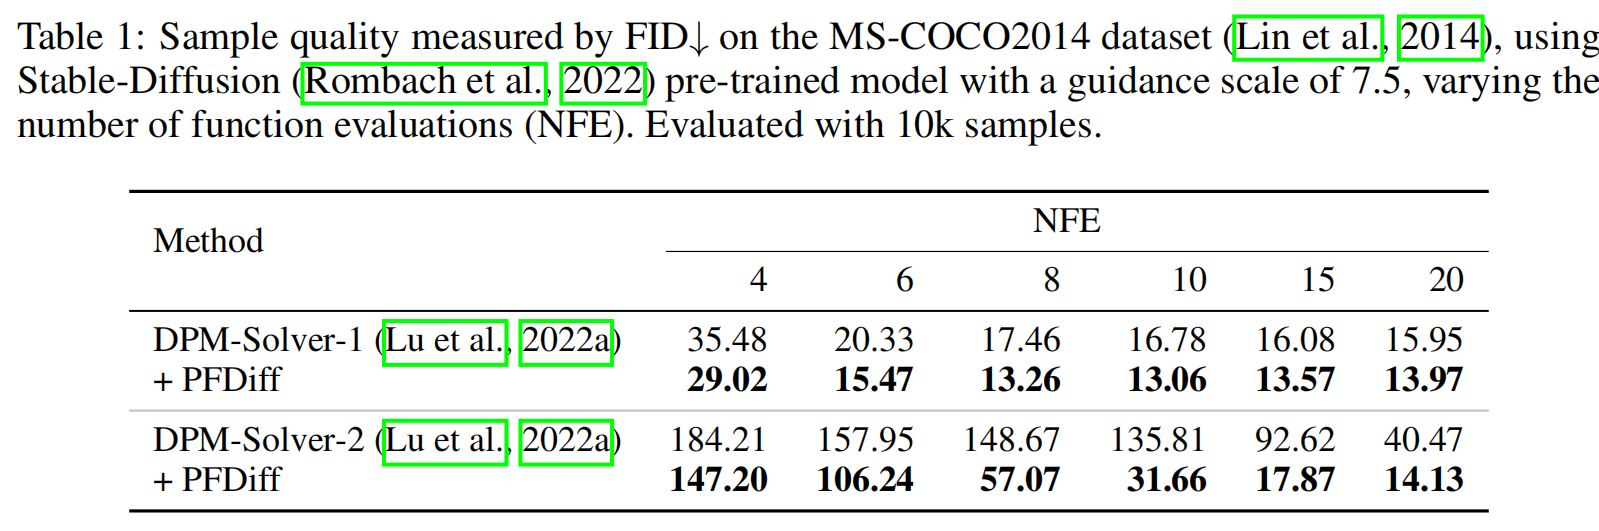 Table 1: Sample quality measured by FID↓ on the MS-COCO2014 dataset (Lin et al., 2014), using
Stable-Diffusion (Rombach et al., 2022) pre-trained model with a guidance scale of 7.5, varying the
number of function evaluations (NFE). Evaluated with 10k samples.
Method NFE
4 6 8 10 15 20
DPM-Solver-1 (Lu et al., 2022a) 35.48 20.33 17.46 16.78 16.08 15.95
+ PFDiff 29.02 15.47 13.26 13.06 13.57 13.97
DPM-Solver-2 (Lu et al., 2022a) 184.21 157.95 148.67 135.81 92.62 40.47
+ PFDiff 147.20 106.24 57.07 31.66 17.87 14.13